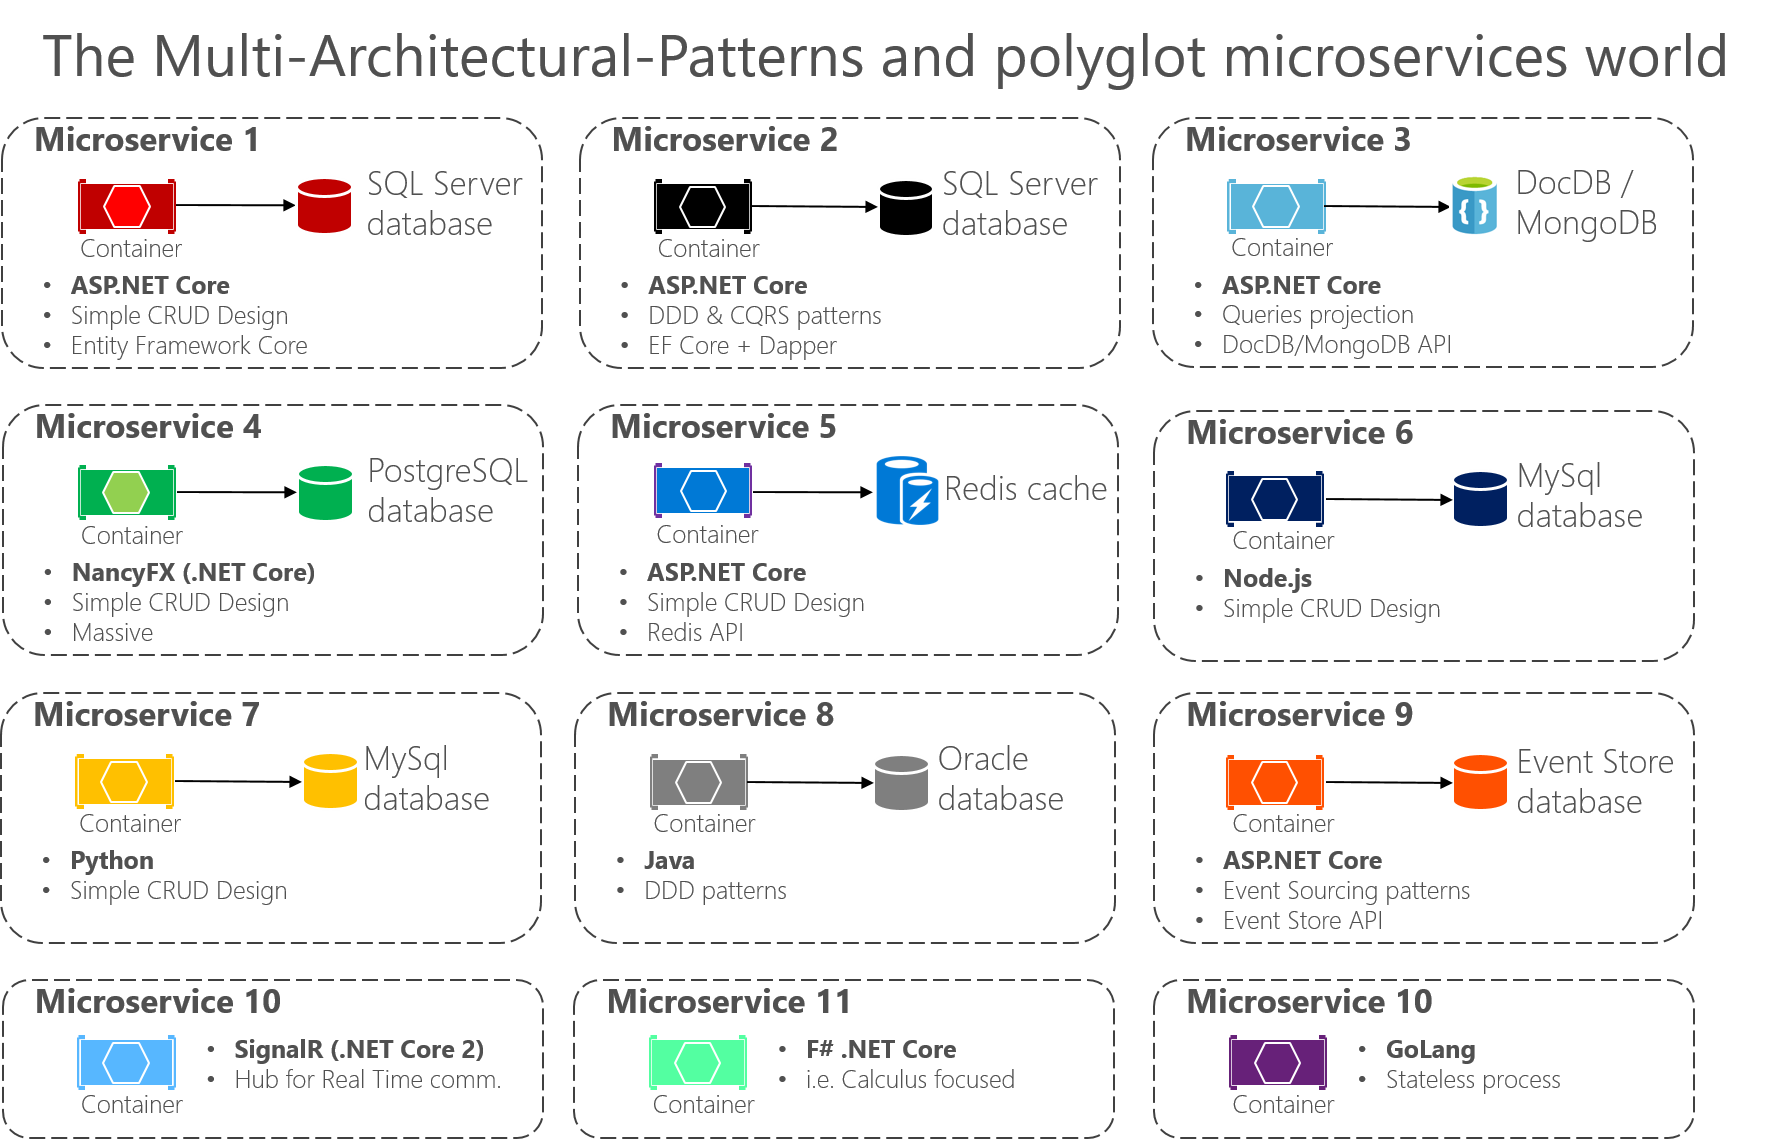 The Multi-Architectural-Patterns and polyglot microservices world
Microservice 1
SQL Server
database
Container
• ASP.NET Core
• Simple CRUD Design
• Entity Framework Core
Microservice 2
SQL Server
database
Container
• ASP.NET Core
• DDD & CQRS patterns
• EF Core + Dapper
Microservice 3
{ }
DocDB /
MongoDB
Container
• ASP.NET Core
• Queries projection
• DocDB/MongoDB API
Microservice 4
PostgreSQL
database
Container
• NancyFX (.NET Core)
• Simple CRUD Design
• Massive
Microservice 5
Redis cache
Container
• ASP.NET Core
• Simple CRUD Design
• Redis API
Microservice 6
MySql
database
Container
• Node.js
• Simple CRUD Design
Microservice 7
MySql
database
Container
• Python
• Simple CRUD Design
Microservice 8
Oracle
database
Container
• Java
• DDD patterns
Microservice 9
Event Store
database
Container
• ASP.NET Core
• Event Sourcing patterns
• Event Store API
Microservice 10
• SignalR (.NET Core 2)
• Hub for Real Time comm.
Container
Microservice 11
• F# .NET Core
• i.e. Calculus focused
Container
Microservice 10
• GoLang
• Stateless process
Container